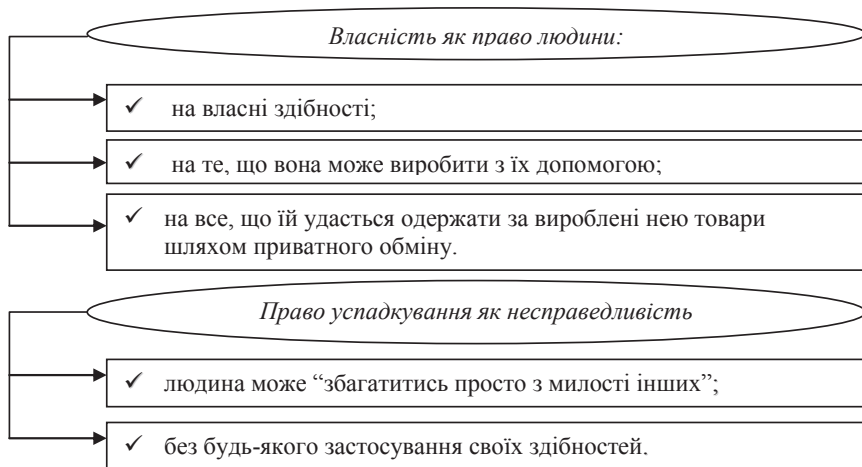 Власність як право людини:
✓ на власні здібності;
✓ на те, що вона може виробити з їх допомогою;
✓ на все, що їй удасться одержати за вироблені нею товари
шляхом приватного обміну.
Право успадкування як несправедливість
✓ людина може “збагатитись просто з милості інших”;
✓ без будь-якого застосування своїх здібностей.